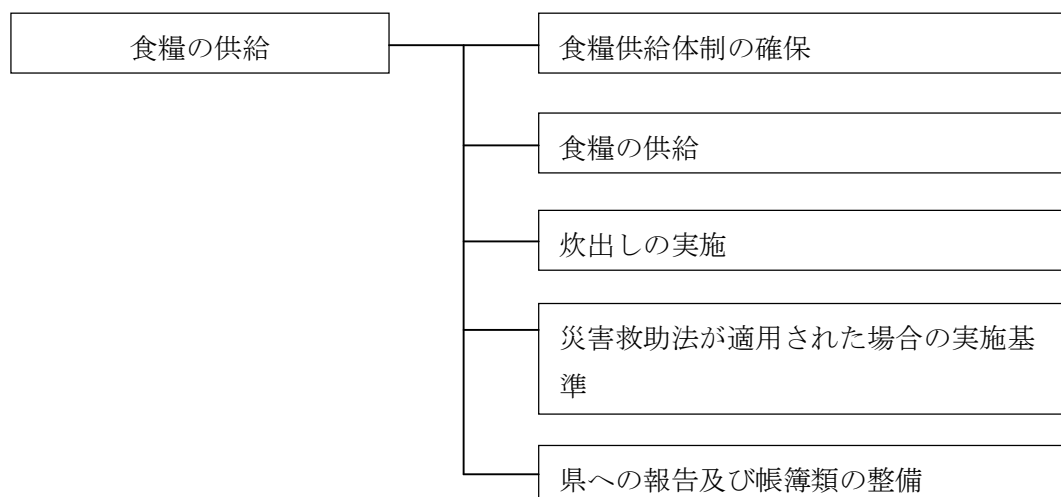 食糧の供給
食糧供給体制の確保
食糧の供給
炊出しの実施
災害救助法が適用された場合の実施基
準
県への報告及び帳簿類の整備